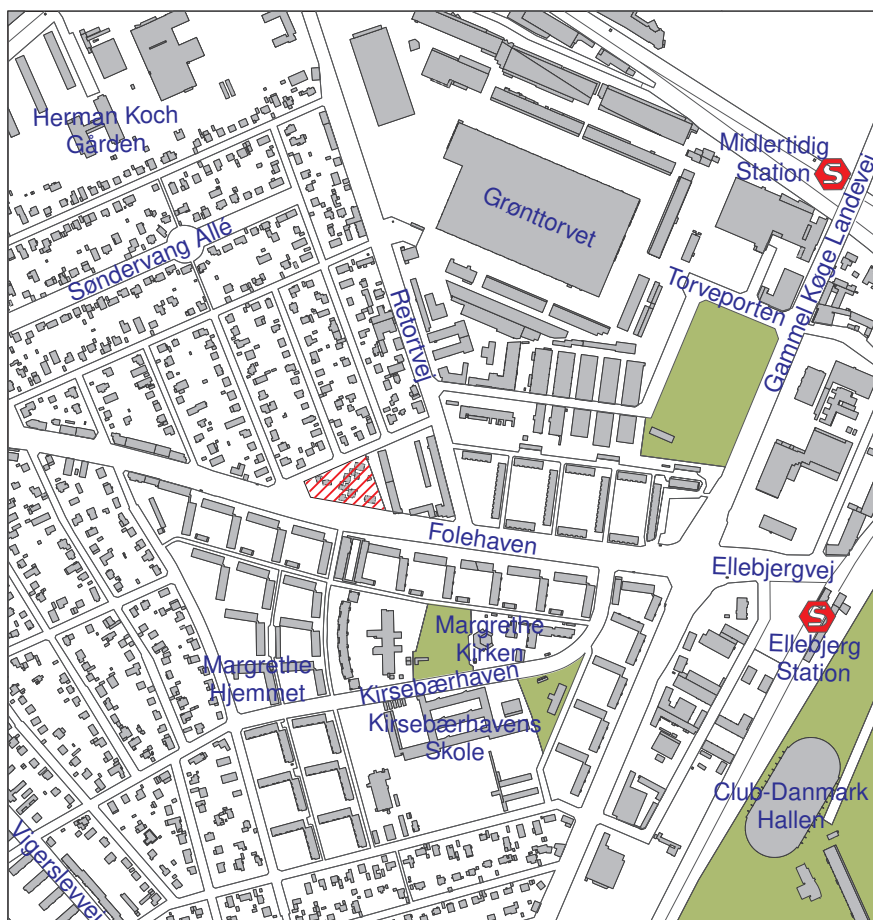 Herman Koch
Gården
Midlertidig
Station
S
Grønttorvet
Søndervang Allé
Torveporten
Gammel Køge Landevej
Retortvej
Folehaven
Ellebjergvej
S
Ellebjerg
Station
Margrethe
Kirken
Margrethe
Hjemmet
Kirsebærhaven
Kirsebærhavens
Skole
Club-Danmark
Hallen
Vigerslevvej